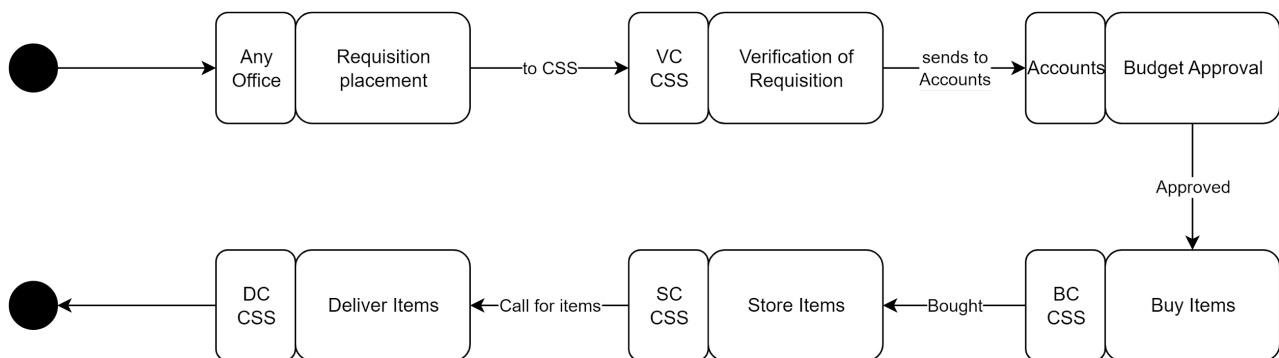 Any
Office
Requisition
placement
to CSS
VC
CSS
Verification of
Requisition
sends to
Accounts
Accounts
Budget Approval
Approved
DC
CSS
Deliver Items
Call for items
SC
CSS
Store Items
Bought
BC
CSS
Buy Items